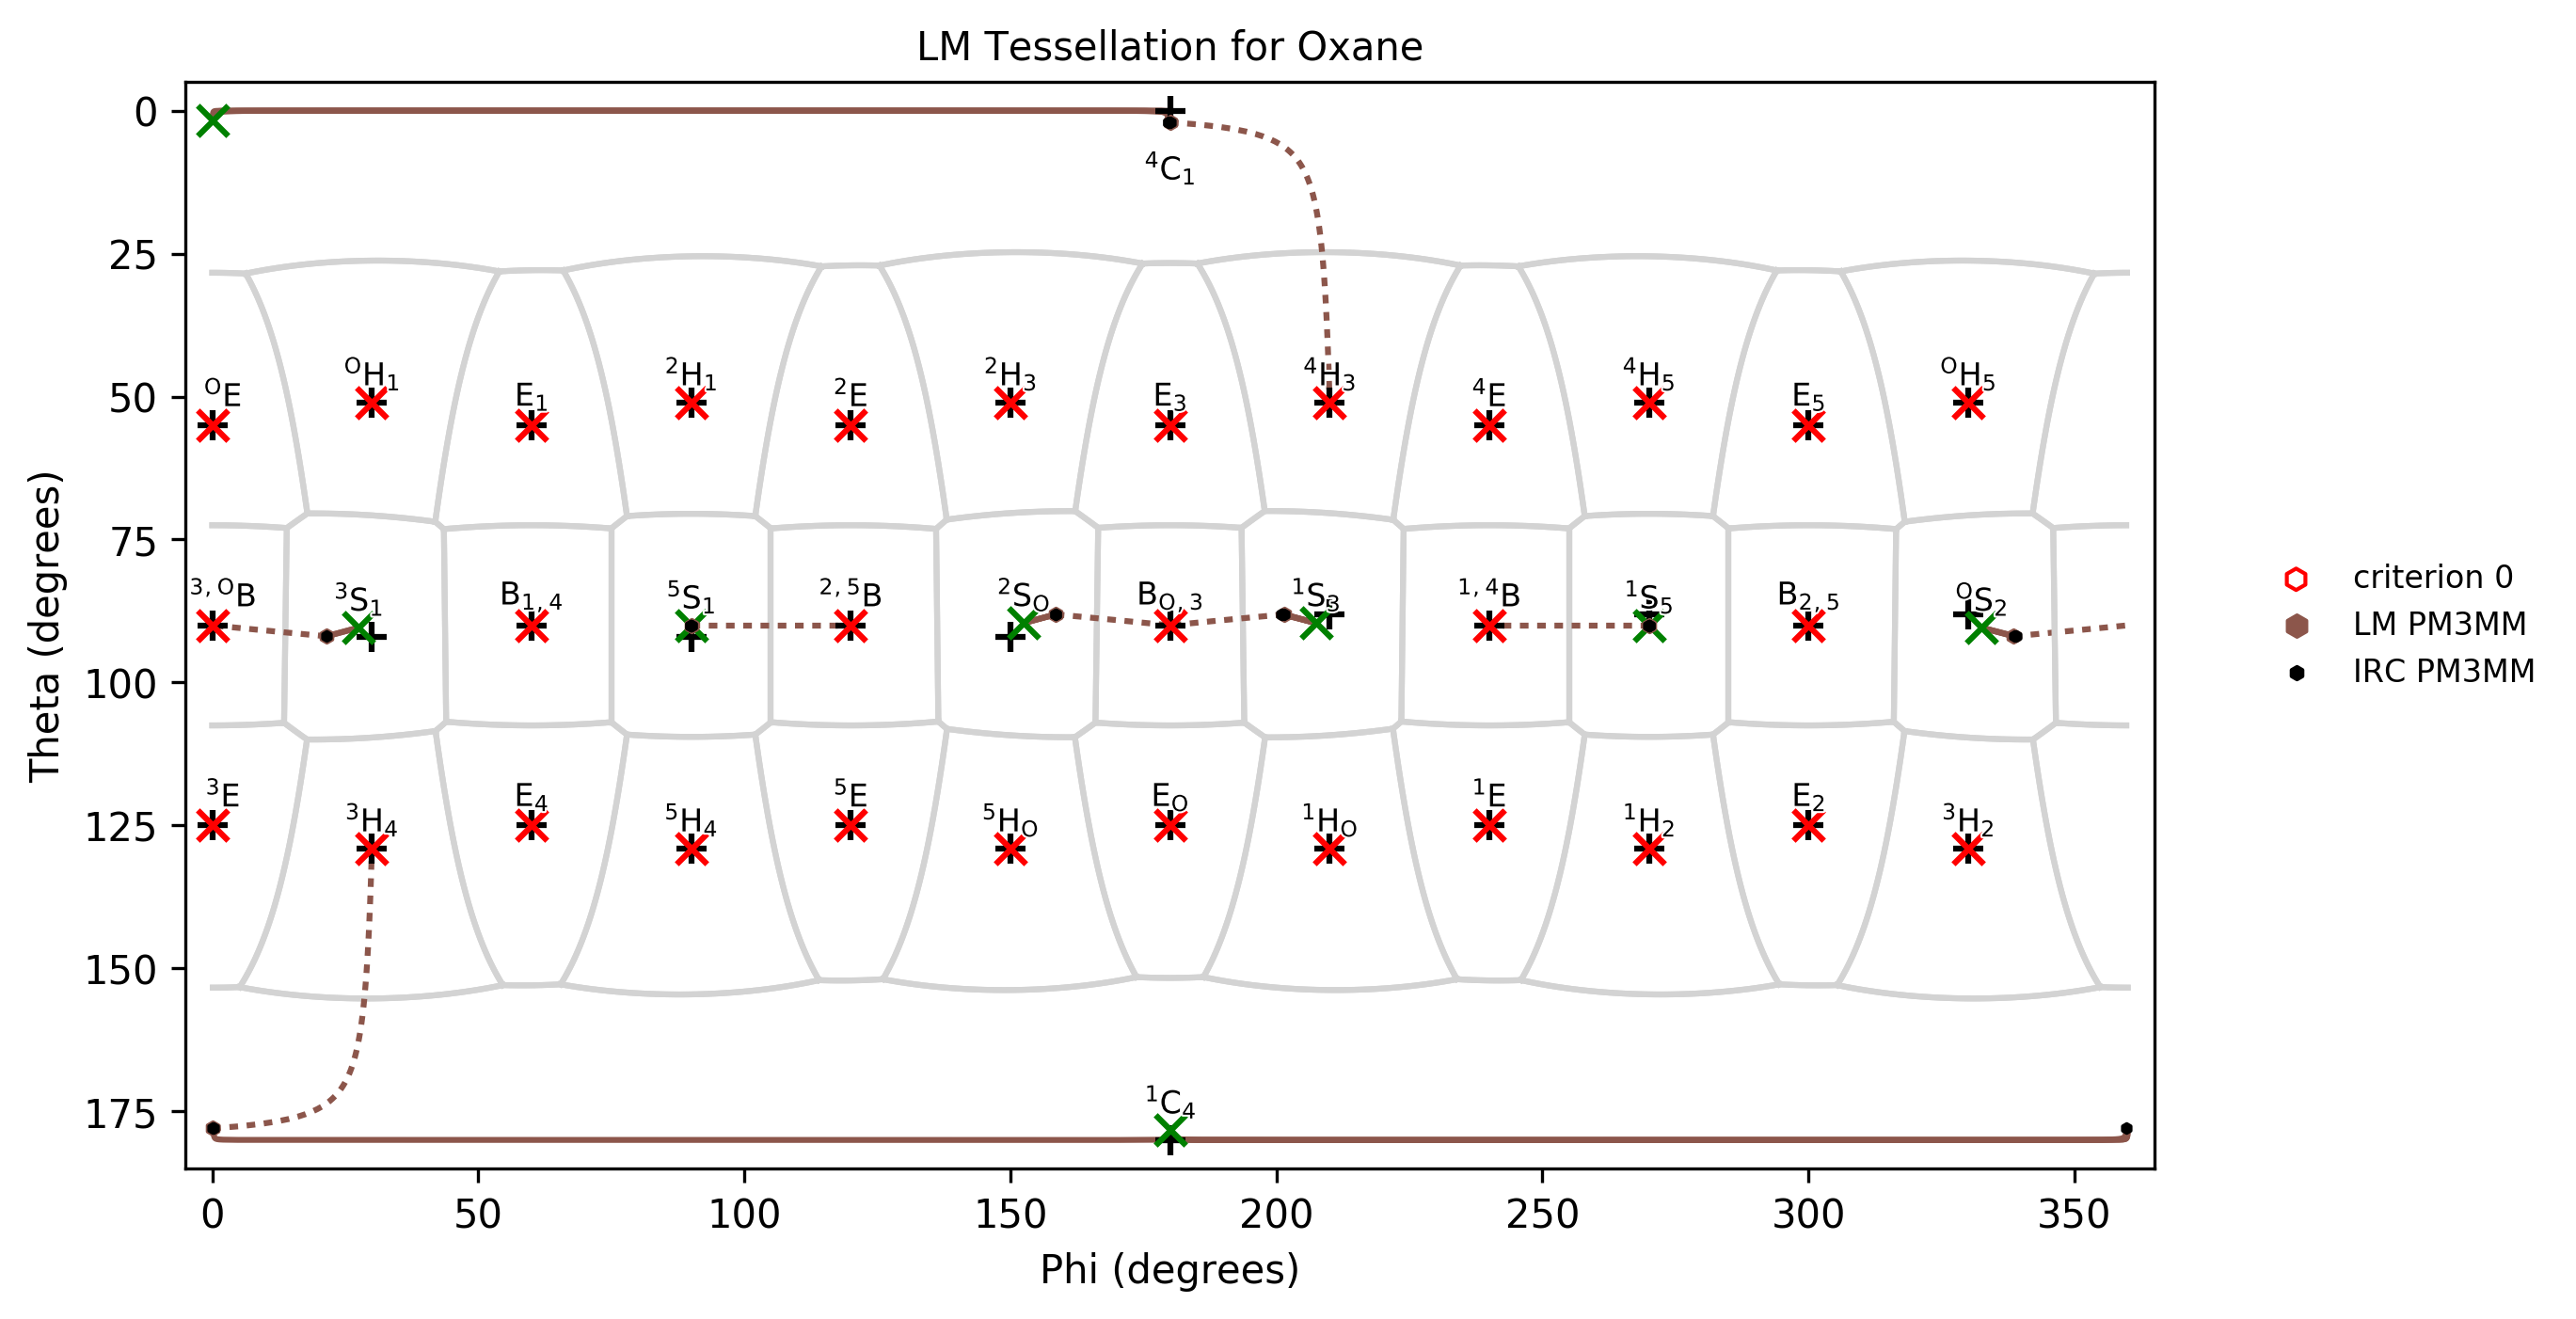 LM Tessellation for Oxane
0
25
50
75
100
125
150
175
Theta (degrees)
⁴C₁
ᴼE
ᴼH₁
E₁
²H₁
²E
²H₃
E₃
⁴H₃
⁴E
⁴H₅
E₅
ᴼH₅
³,ᴼB
³S₁
B₁,₄
⁵S₁
²,⁵B
²Sₒ
Bₒ,₃
¹S₃
¹,⁴B
¹S₅
B₂,₅
ᴼS₂
³E
³H₄
E₄
⁵H₄
⁵E
⁵Hₒ
Eₒ
¹Hₒ
¹E
¹H₂
E₂
³H₂
¹C₄
0 50 100 150 200 250 300 350
Phi (degrees)
criterion 0
LM PM3MM
IRC PM3MM